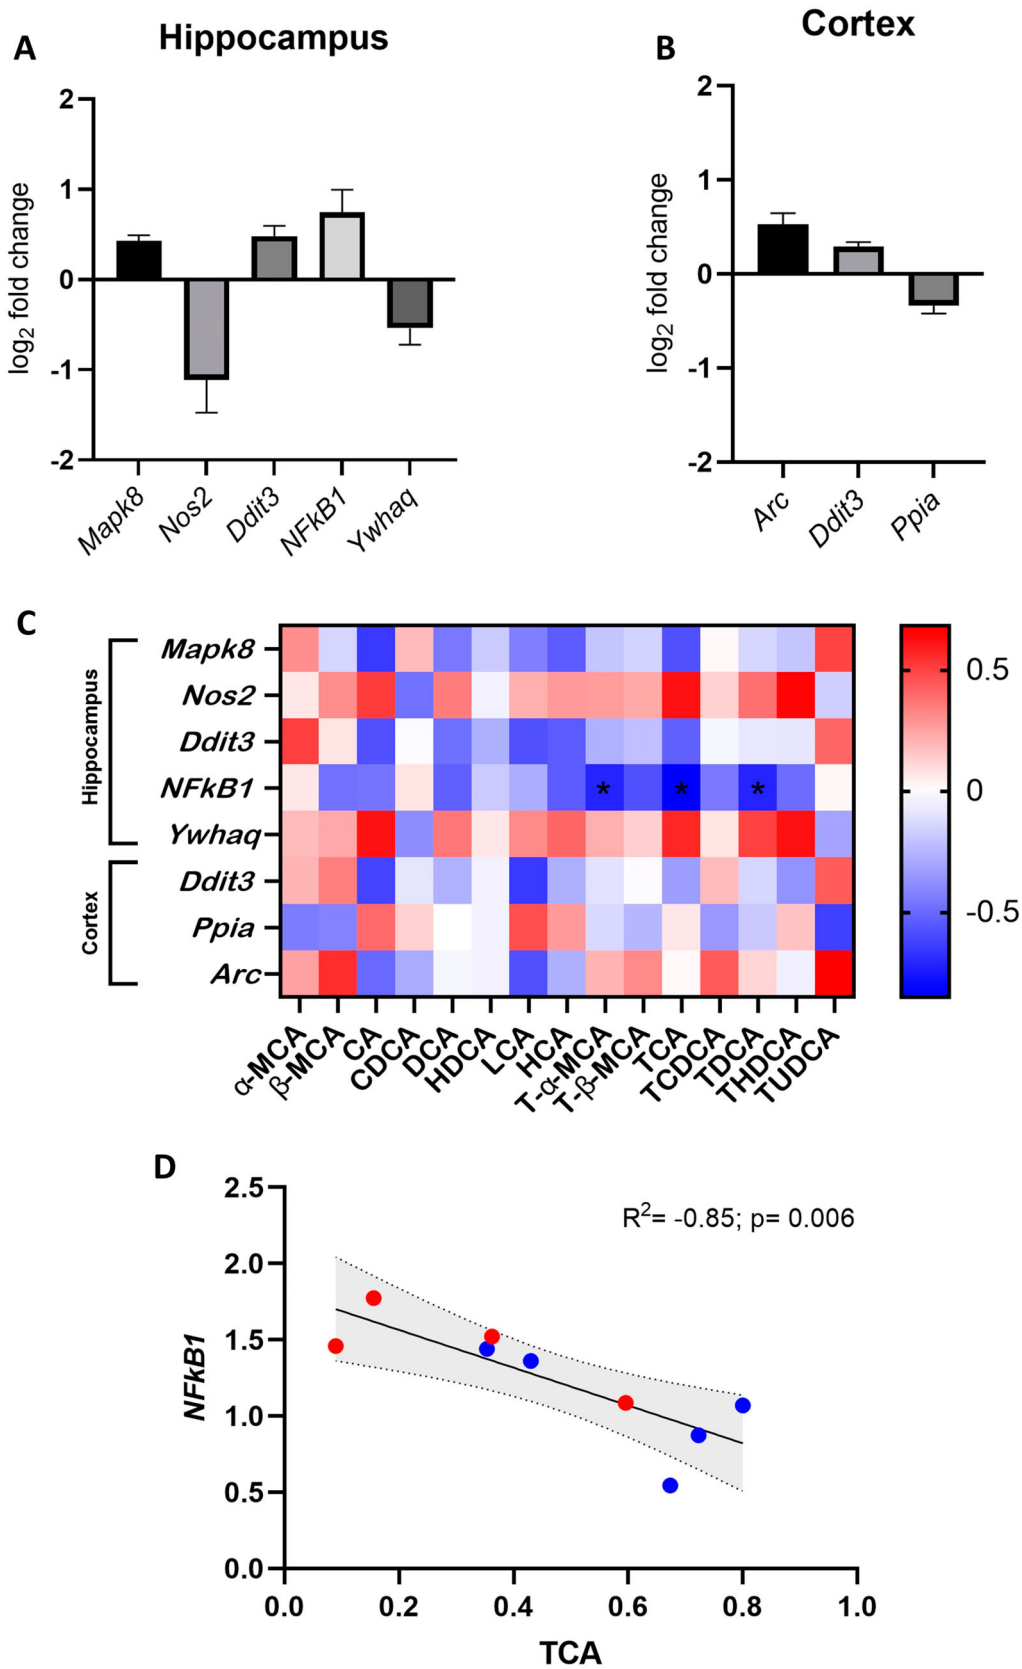 A
Hippocampus
log2 fold change
2
1
0
-1
-2
Mapk8
Nos2
Ddit3
NFkB1
Ywhaq
B
Cortex
log2 fold change
2
1
0
-1
-2
Arc
Ddit3
Ppia
C
Hippocampus
Cortex
Mapk8
Nos2
Ddit3
NFkB1
* * *
Ywhaq
Ddit3
Ppia
Arc
α-MCA
β-MCA
CA
CDCA
DCA
HDCA
LCA
HCA
T-α-MCA
T-β-MCA
TCA
TCDCA
TDCA
THDCA
TUDCA
0.5
0
-0.5
D
R²= -0.85; p= 0.006
NFkB1
2.5
2.0
1.5
1.0
0.5
0.0
0.0 0.2 0.4 0.6 0.8 1.0
TCA